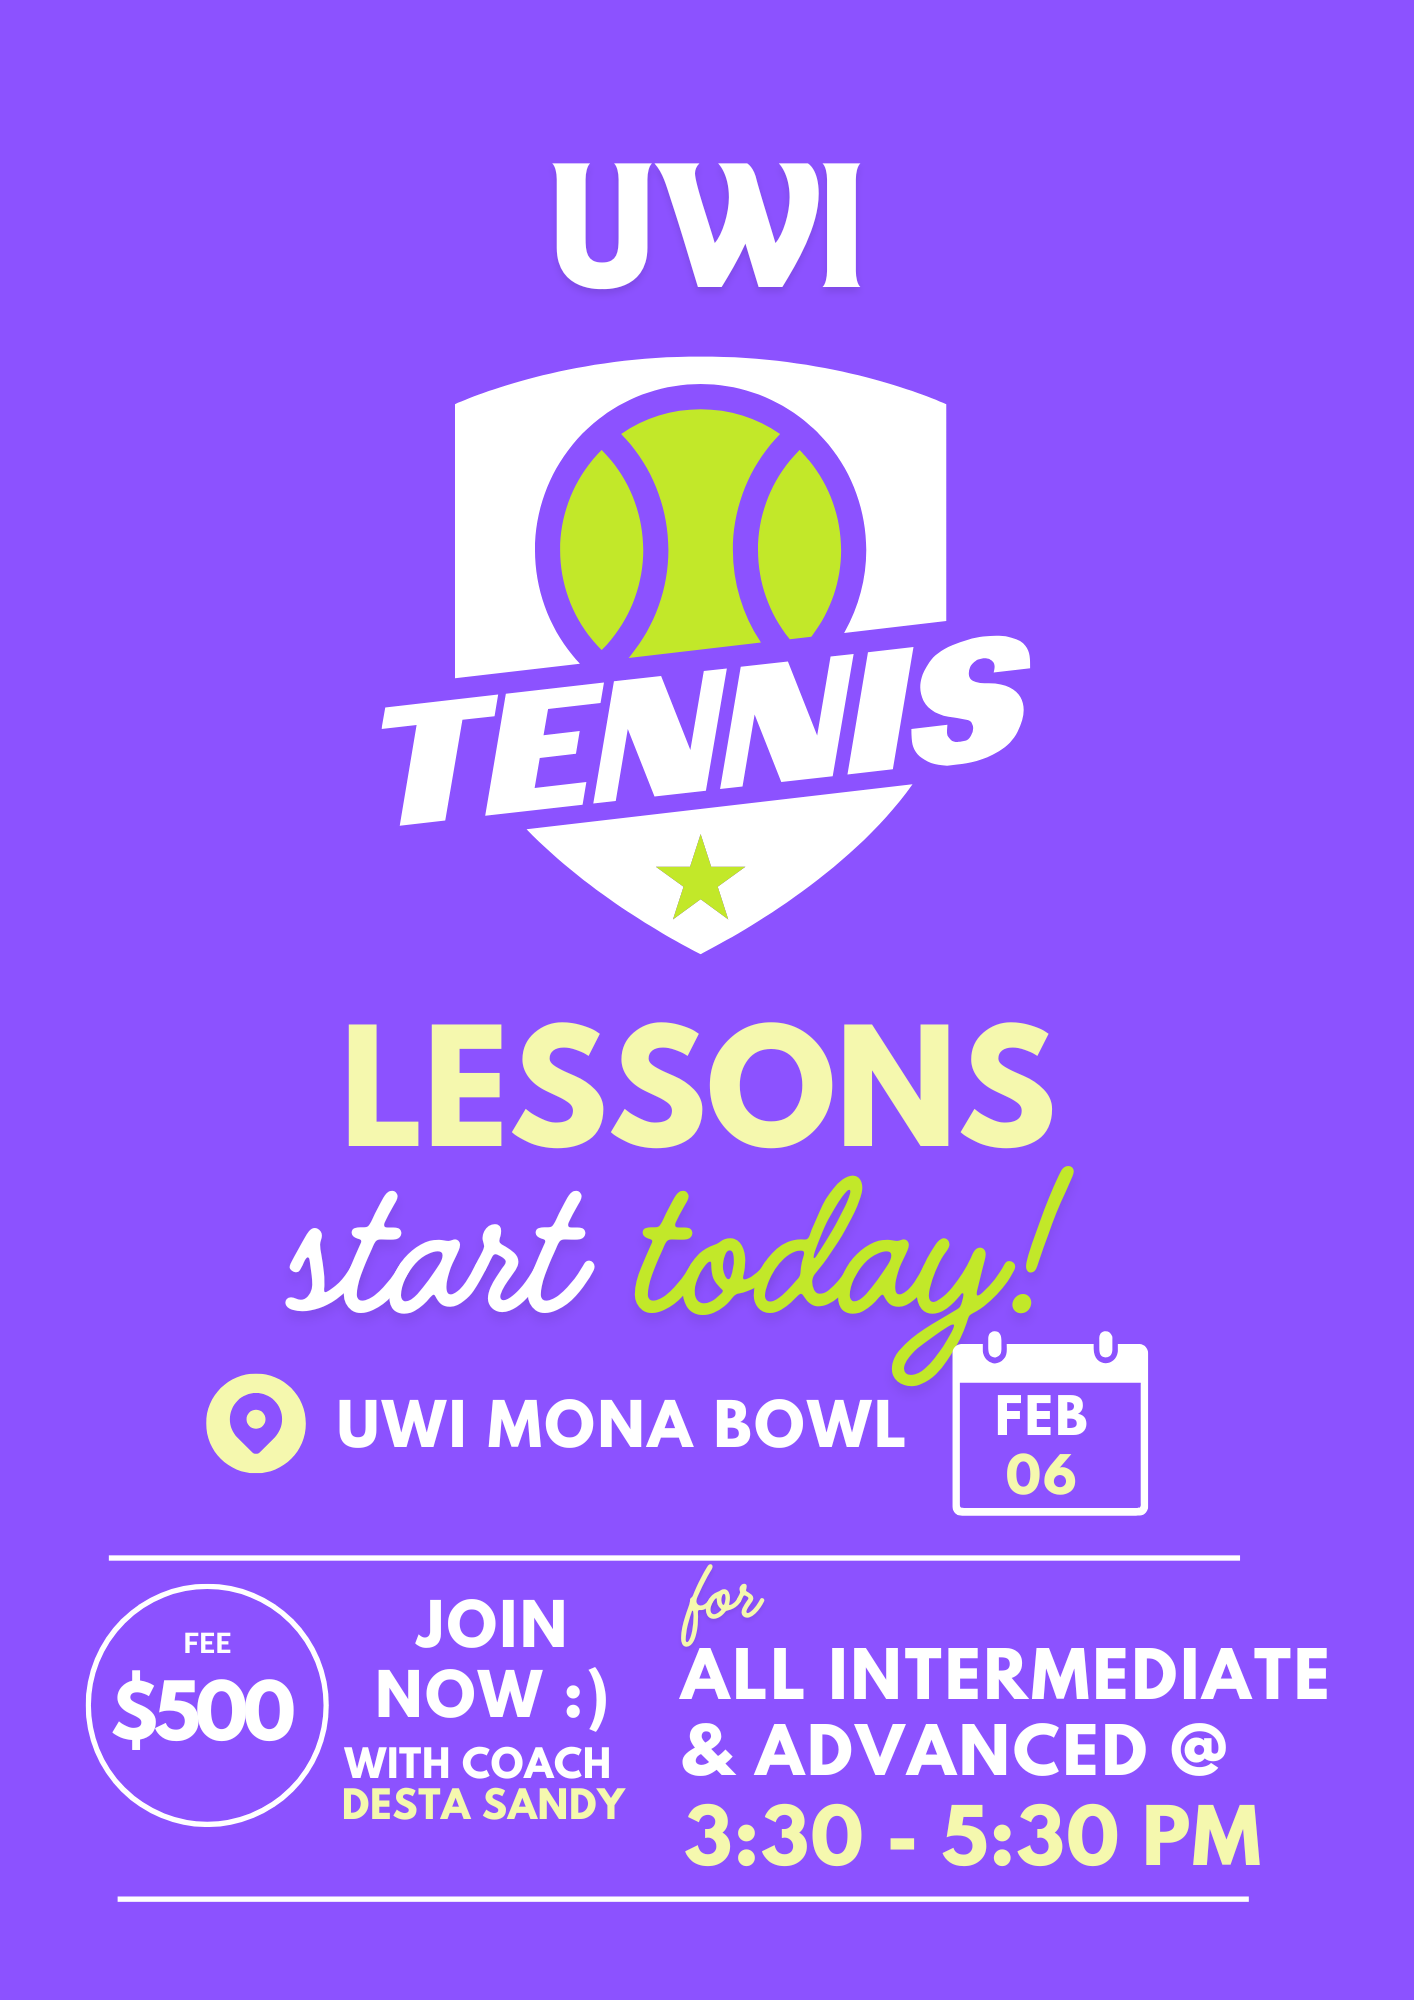 UWI
TENNIS
LESSONS
start today!
UWI MONA BOWL
FEB
06
FEE
$500
JOIN
NOW :)
WITH COACH
DESTA SANDY
for
ALL INTERMEDIATE
& ADVANCED @
3:30 - 5:30 PM